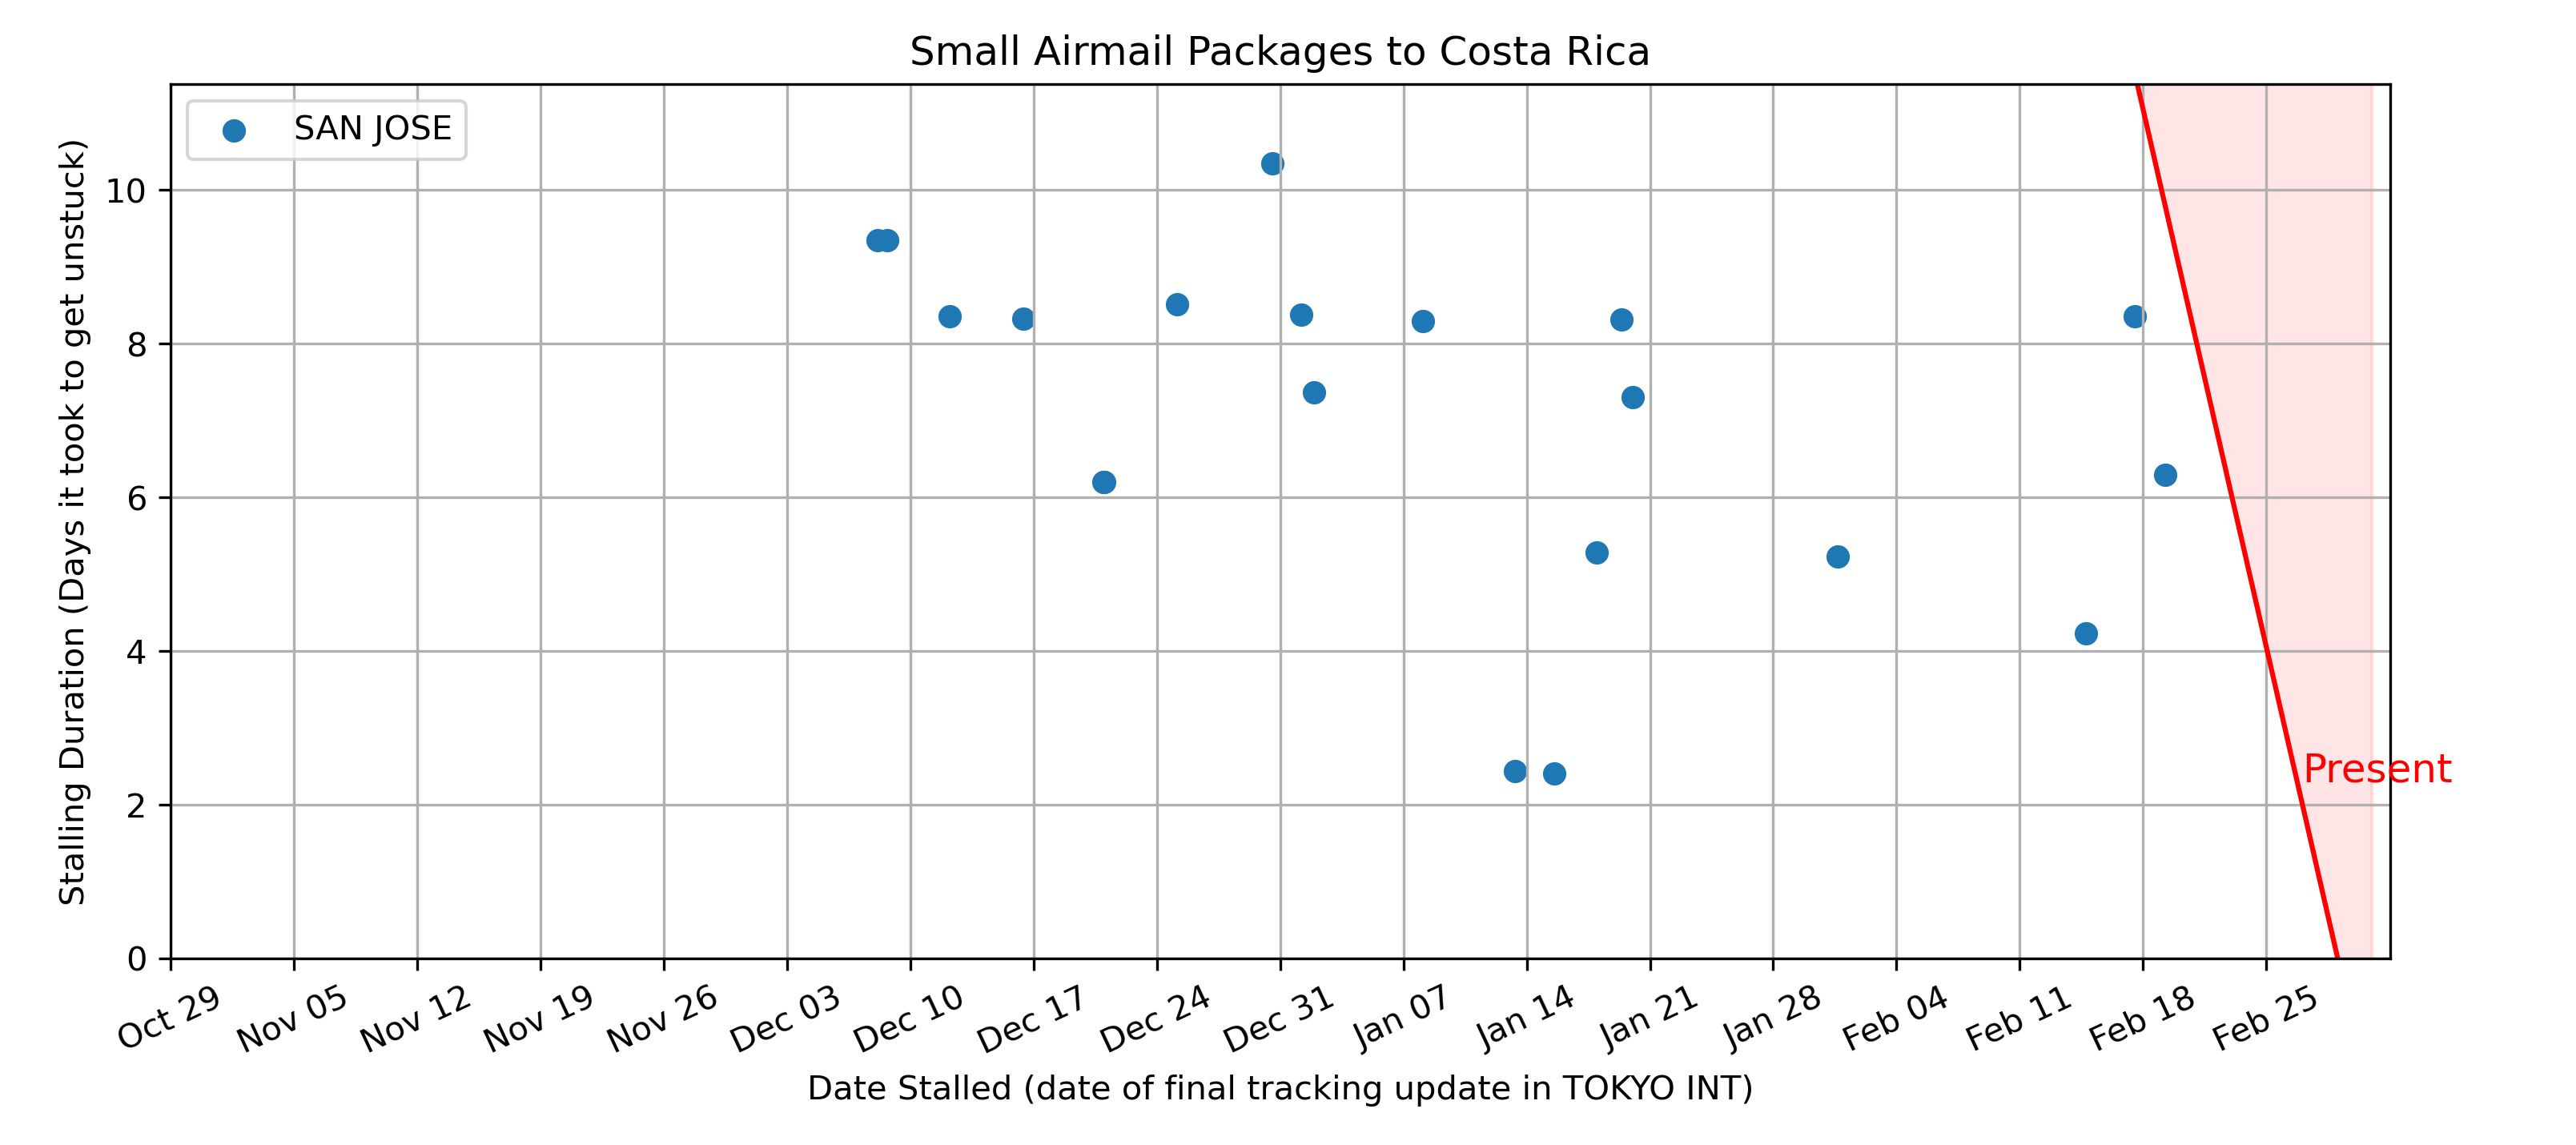 Small Airmail Packages to Costa Rica
SAN JOSE
Stalling Duration (Days it took to get unstuck)
10
8
6
4
2
0
Present
Oct 29
Nov 05
Nov 12
Nov 19
Nov 26
Dec 03
Dec 10
Dec 17
Dec 24
Dec 31
Jan 07
Jan 14
Jan 21
Jan 28
Feb 04
Feb 11
Feb 18
Feb 25
Date Stalled (date of final tracking update in TOKYO INT)